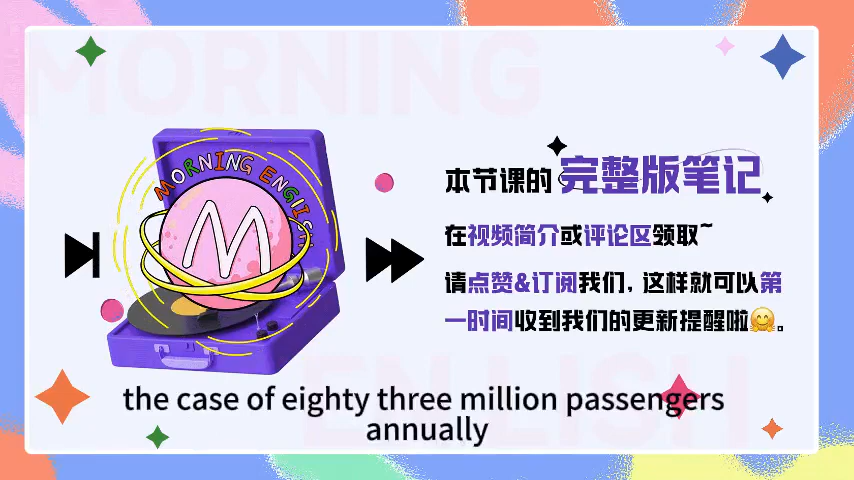 MORNING
MORNING ENGLISH
M
本节课的 完整版笔记
在视频简介或评论区领取~
请点赞&订阅我们, 这样就可以第
一时间收到我们的更新提醒啦🤗。
ENGLISH
the case of eighty three million passengers
annually